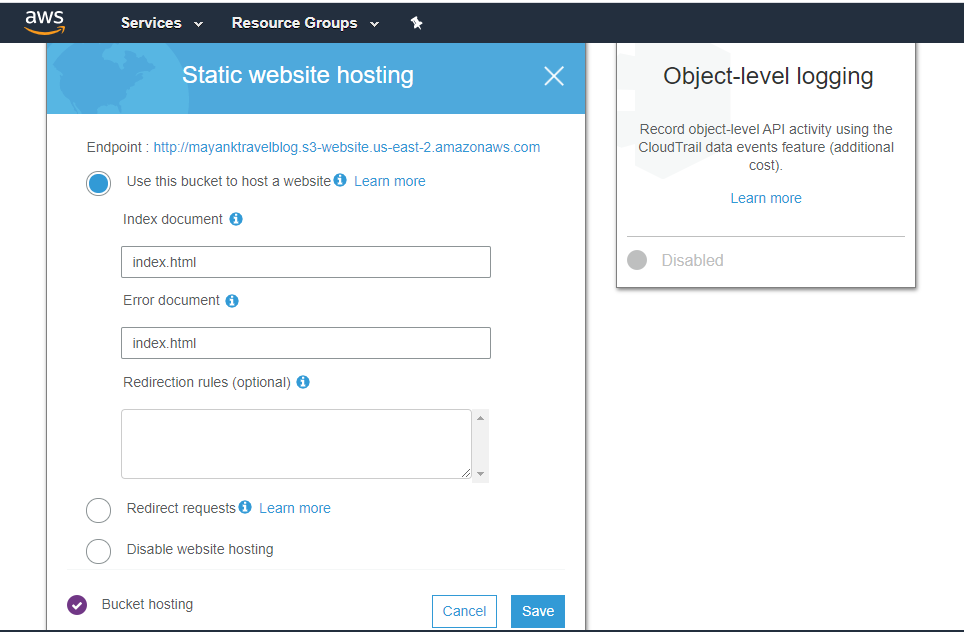 aws Services Resource Groups
Static website hosting
Endpoint : http://mayanktravelblog.s3-website.us-east-2.amazonaws.com
Use this bucket to host a website Learn more
Index document
index.html
Error document
index.html
Redirection rules (optional)
Redirect requests Learn more
Disable website hosting
Bucket hosting
Cancel Save
Object-level logging
Record object-level API activity using the
CloudTrail data events feature (additional
cost).
Learn more
Disabled